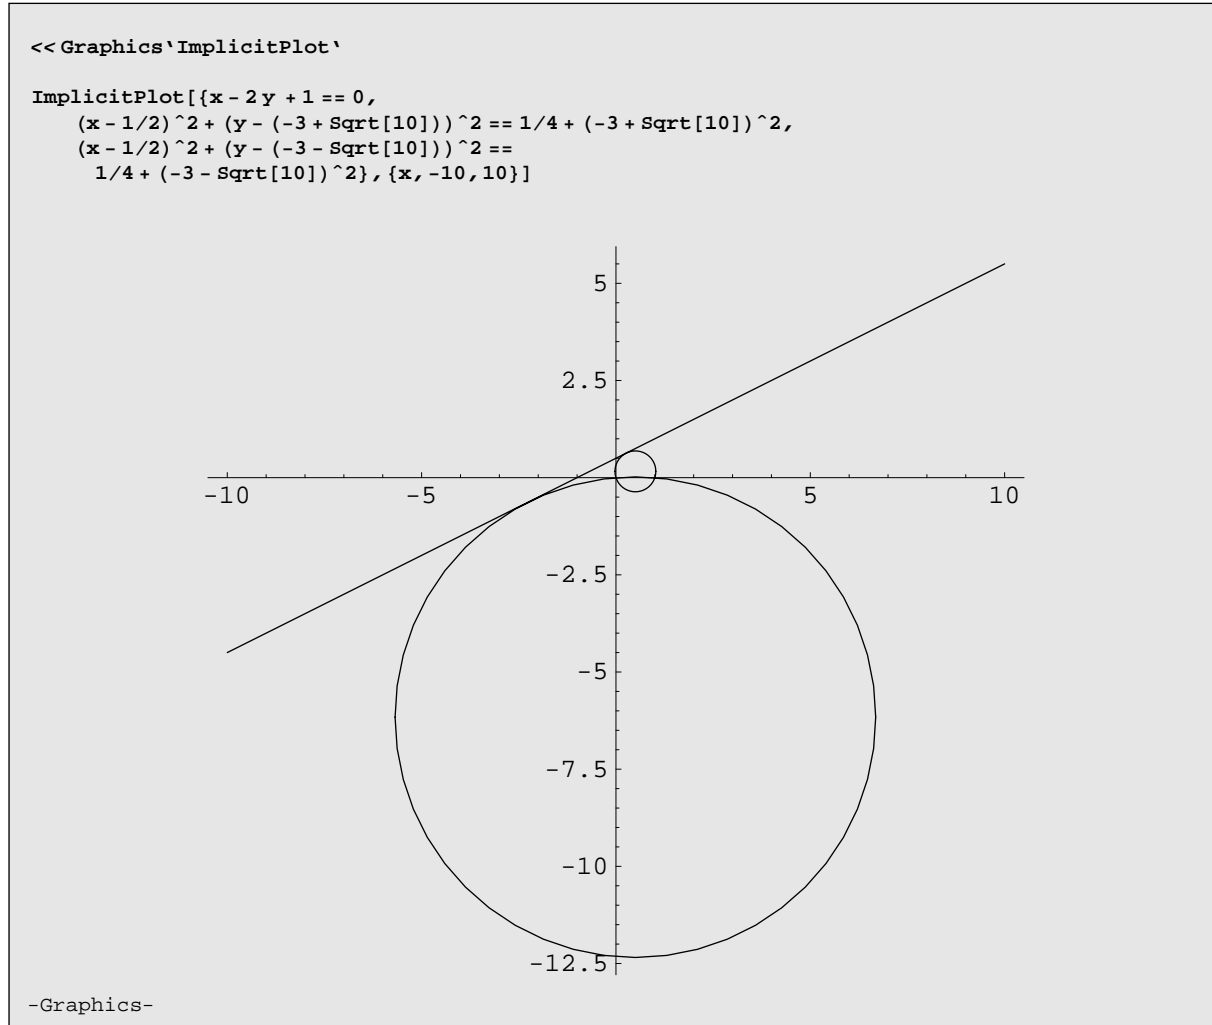 << Graphics`ImplicitPlot`
ImplicitPlot[{x - 2 y + 1 == 0,
(x - 1/2)^2 + (y - (-3 + Sqrt[10]))^2 == 1/4 + (-3 + Sqrt[10])^2,
(x - 1/2)^2 + (y - (-3 - Sqrt[10]))^2 ==
1/4 + (-3 - Sqrt[10])^2}, {x, -10, 10}]
5
2.5
-10 -5 5 10
-2.5
-5
-7.5
-10
-12.5
-Graphics-